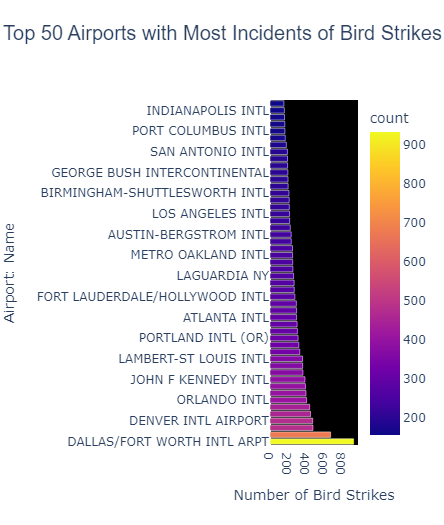 Top 50 Airports with Most Incidents of Bird Strikes
count
INDIANAPOLIS INTL
PORT COLUMBUS INTL
SAN ANTONIO INTL
GEORGE BUSH INTERCONTINENTAL
BIRMINGHAM-SHUTTLESWORTH INTL
LOS ANGELES INTL
AUSTIN-BERGSTROM INTL
METRO OAKLAND INTL
LAGUARDIA NY
FORT LAUDERDALE/HOLLYWOOD INTL
ATLANTA INTL
PORTLAND INTL (OR)
LAMBERT-ST LOUIS INTL
JOHN F KENNEDY INTL
ORLANDO INTL
DENVER INTL AIRPORT
DALLAS/FORT WORTH INTL ARPT
Airport: Name
900
800
700
600
500
400
300
200
0
200
400
600
800
Number of Bird Strikes